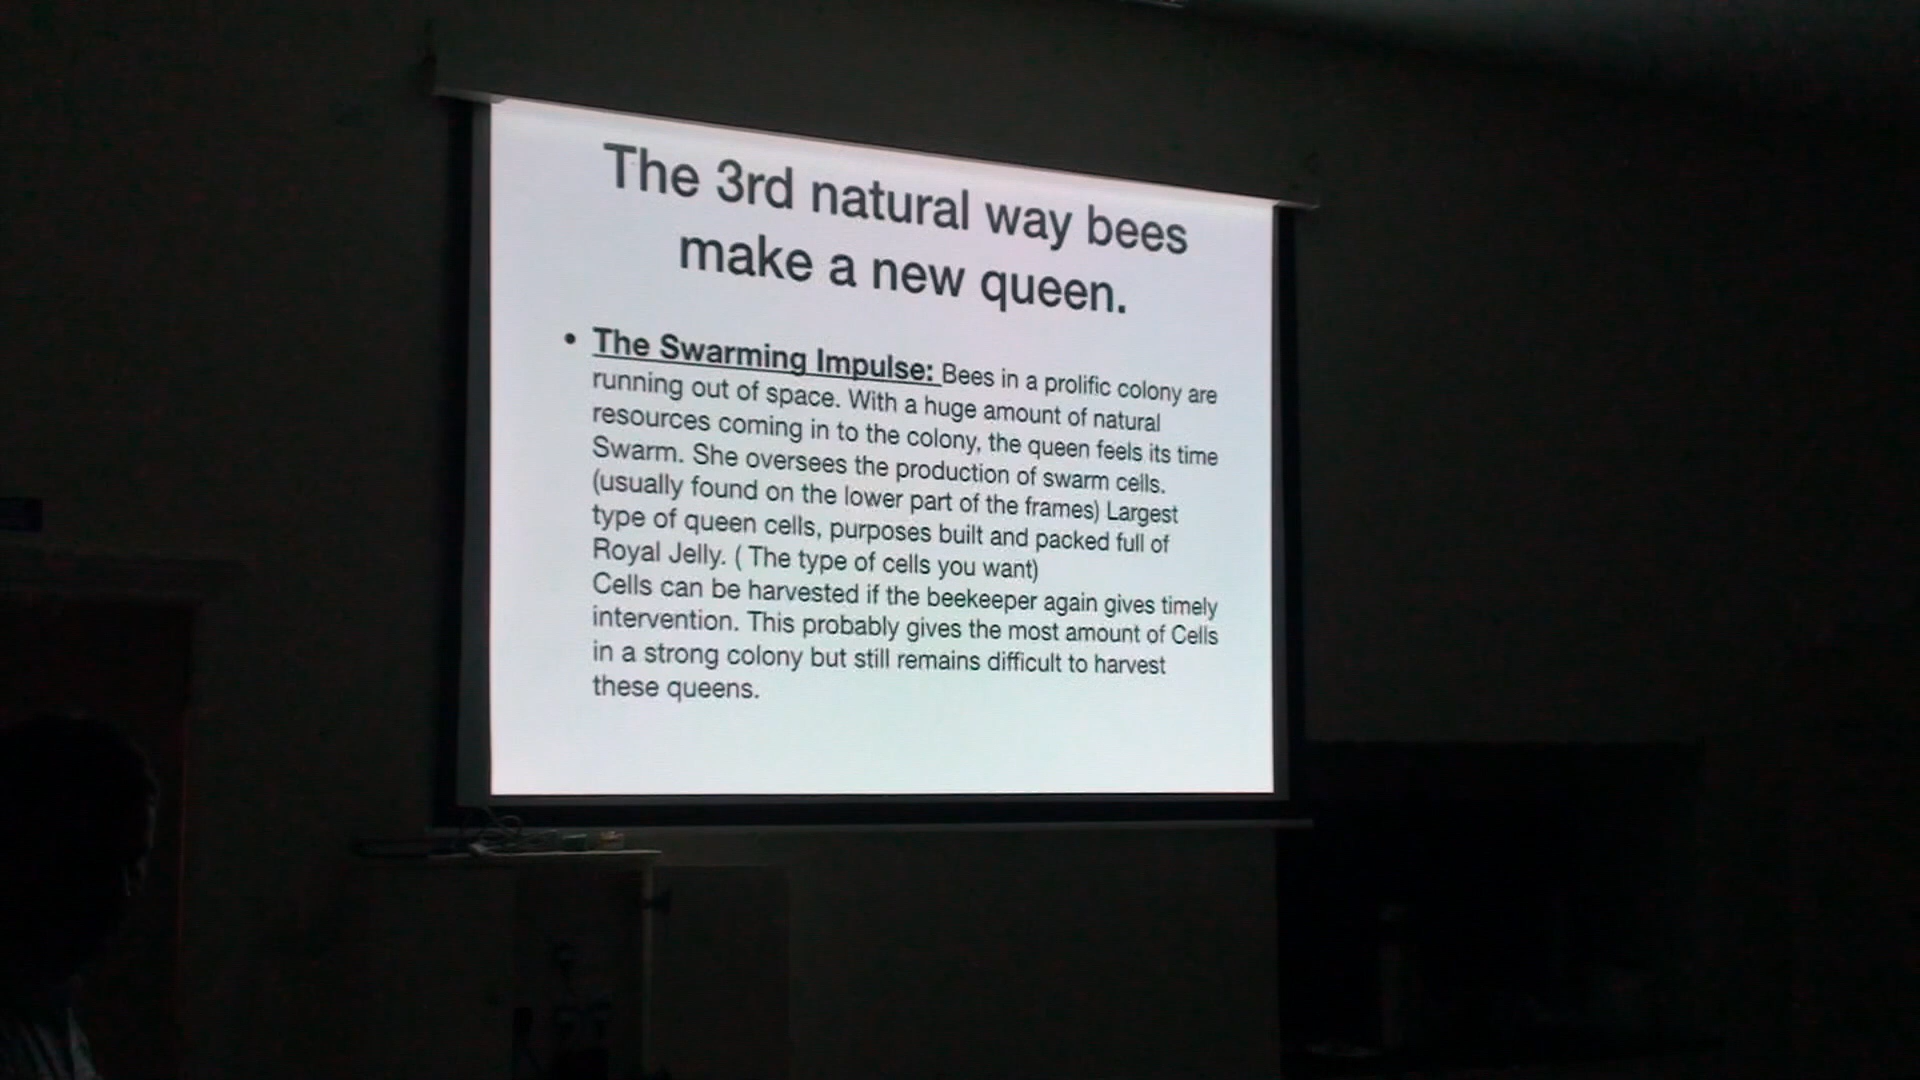 The 3rd natural way bees
make a new queen.
• The Swarming Impulse: Bees in a prolific colony are
running out of space. With a huge amount of natural
resources coming in to the colony, the queen feels its time
Swarm. She oversees the production of swarm cells.
(usually found on the lower part of the frames) Largest
type of queen cells, purposes built and packed full of
Royal Jelly. ( The type of cells you want)
Cells can be harvested if the beekeeper again gives timely
intervention. This probably gives the most amount of Cells
in a strong colony but still remains difficult to harvest
these queens.